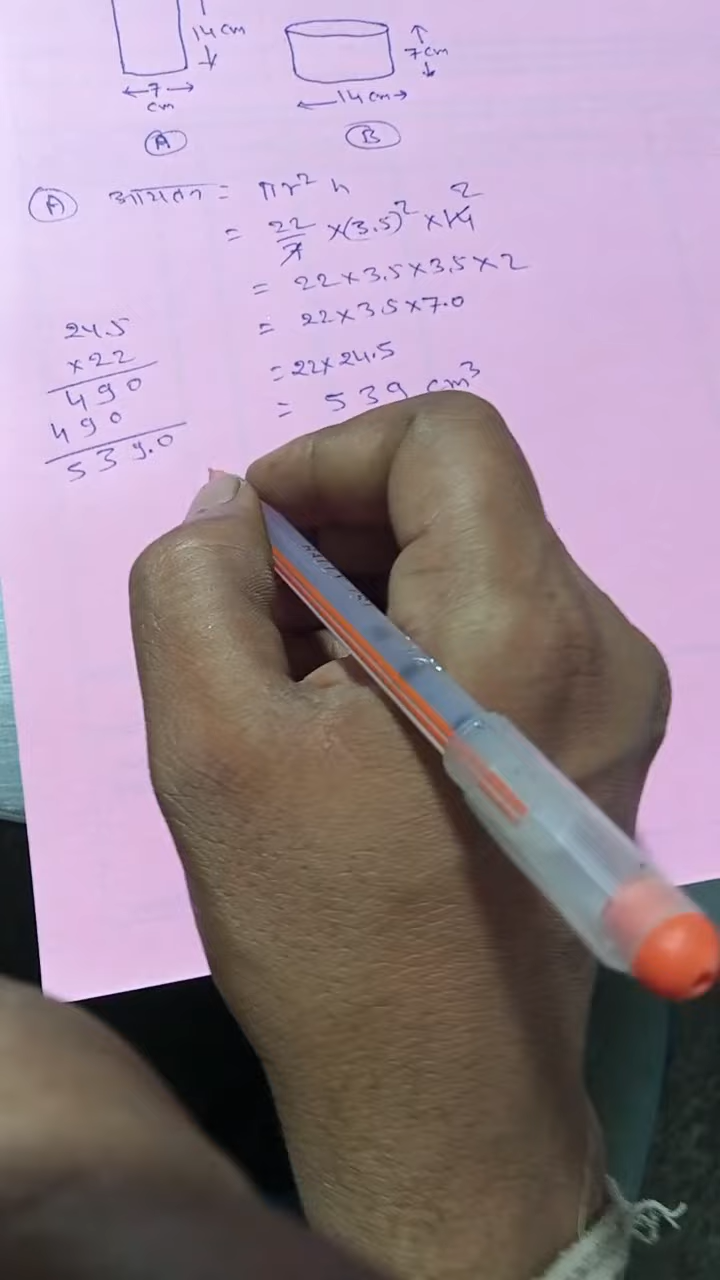 14 cm
7 cm
7
cm
14 cm
A
B
A आयतन = πr² h
= 22/7 × (3.5)² × 14 2
= 22 × 3.5 × 3.5 × 2
= 22 × 3.5 × 7.0
= 22 × 24.5
= 539 cm³
24.5
× 22
490
490
539.0